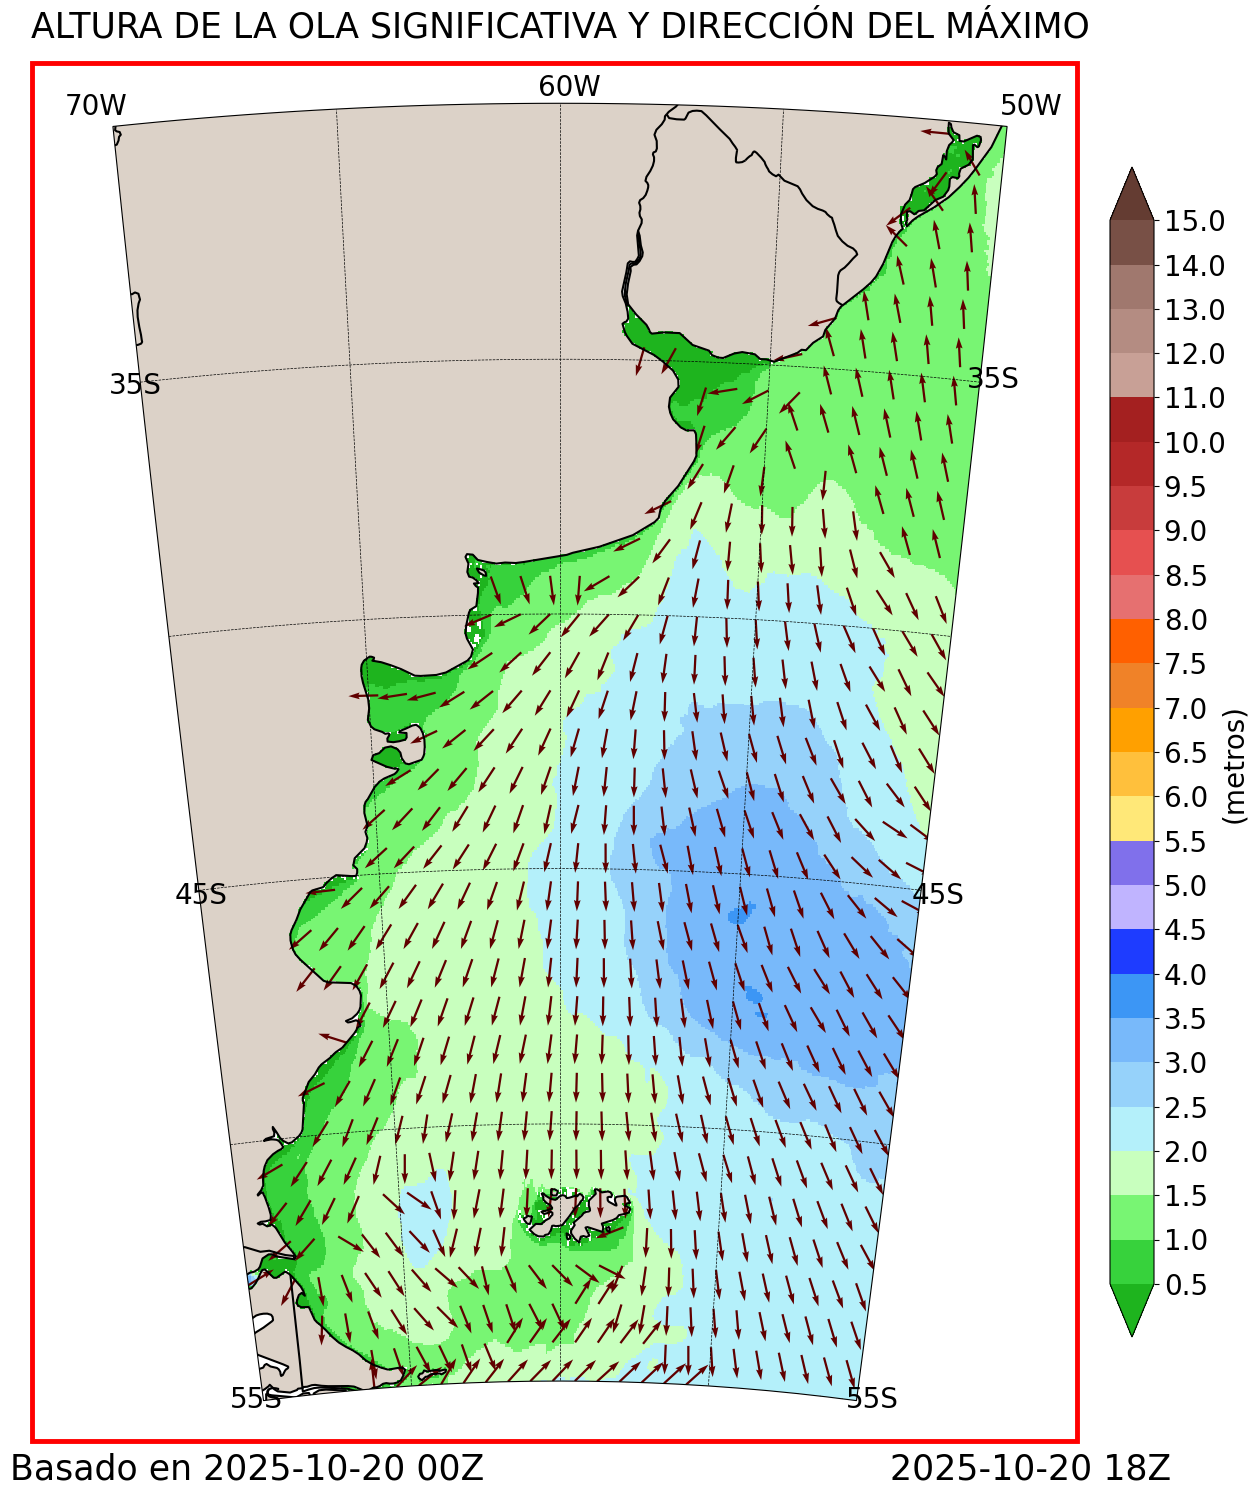 ALTURA DE LA OLA SIGNIFICATIVA Y DIRECCIÓN DEL MÁXIMO
70W
60W
50W
35S
35S
45S
45S
55S
55S
15.0
14.0
13.0
12.0
11.0
10.0
9.5
9.0
8.5
8.0
7.5
7.0
6.5
6.0
5.5
5.0
4.5
4.0
3.5
3.0
2.5
2.0
1.5
1.0
0.5
(metros)
Basado en 2025-10-20 00Z
2025-10-20 18Z